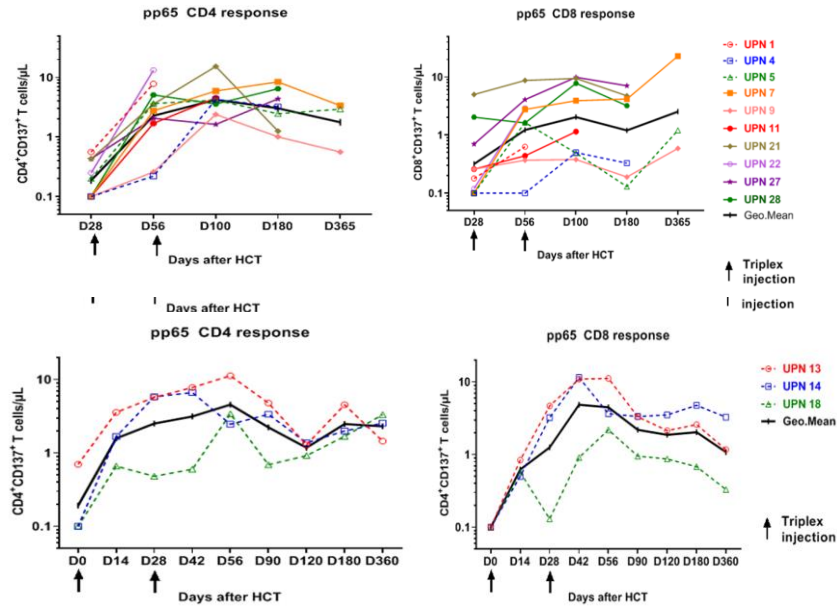 pp65 CD4 response
CD4⁺CD137⁺ T cells/μL
10
1
0.1
D28 D56 D100 D180 D365
Days after HCT
pp65 CD8 response
CD8⁺CD137⁺ T cells/μL
10
1
0.1
D28 D56 D100 D180 D365
Days after HCT
UPN 1
UPN 4
UPN 5
UPN 7
UPN 9
UPN 11
UPN 21
UPN 22
UPN 27
UPN 28
Geo.Mean
Triplex
injection
injection
Days after HCT
pp65 CD4 response
CD4⁺CD137⁺ T cells/μL
10
1
0.1
D0 D14 D28 D42 D56 D90 D120 D180 D360
Days after HCT
pp65 CD8 response
CD4⁺CD137⁺ T cells/μL
10
1
0.1
D0 D14 D28 D42 D56 D90 D120 D180 D360
Days after HCT
UPN 13
UPN 14
UPN 18
Geo.Mean
Triplex
injection